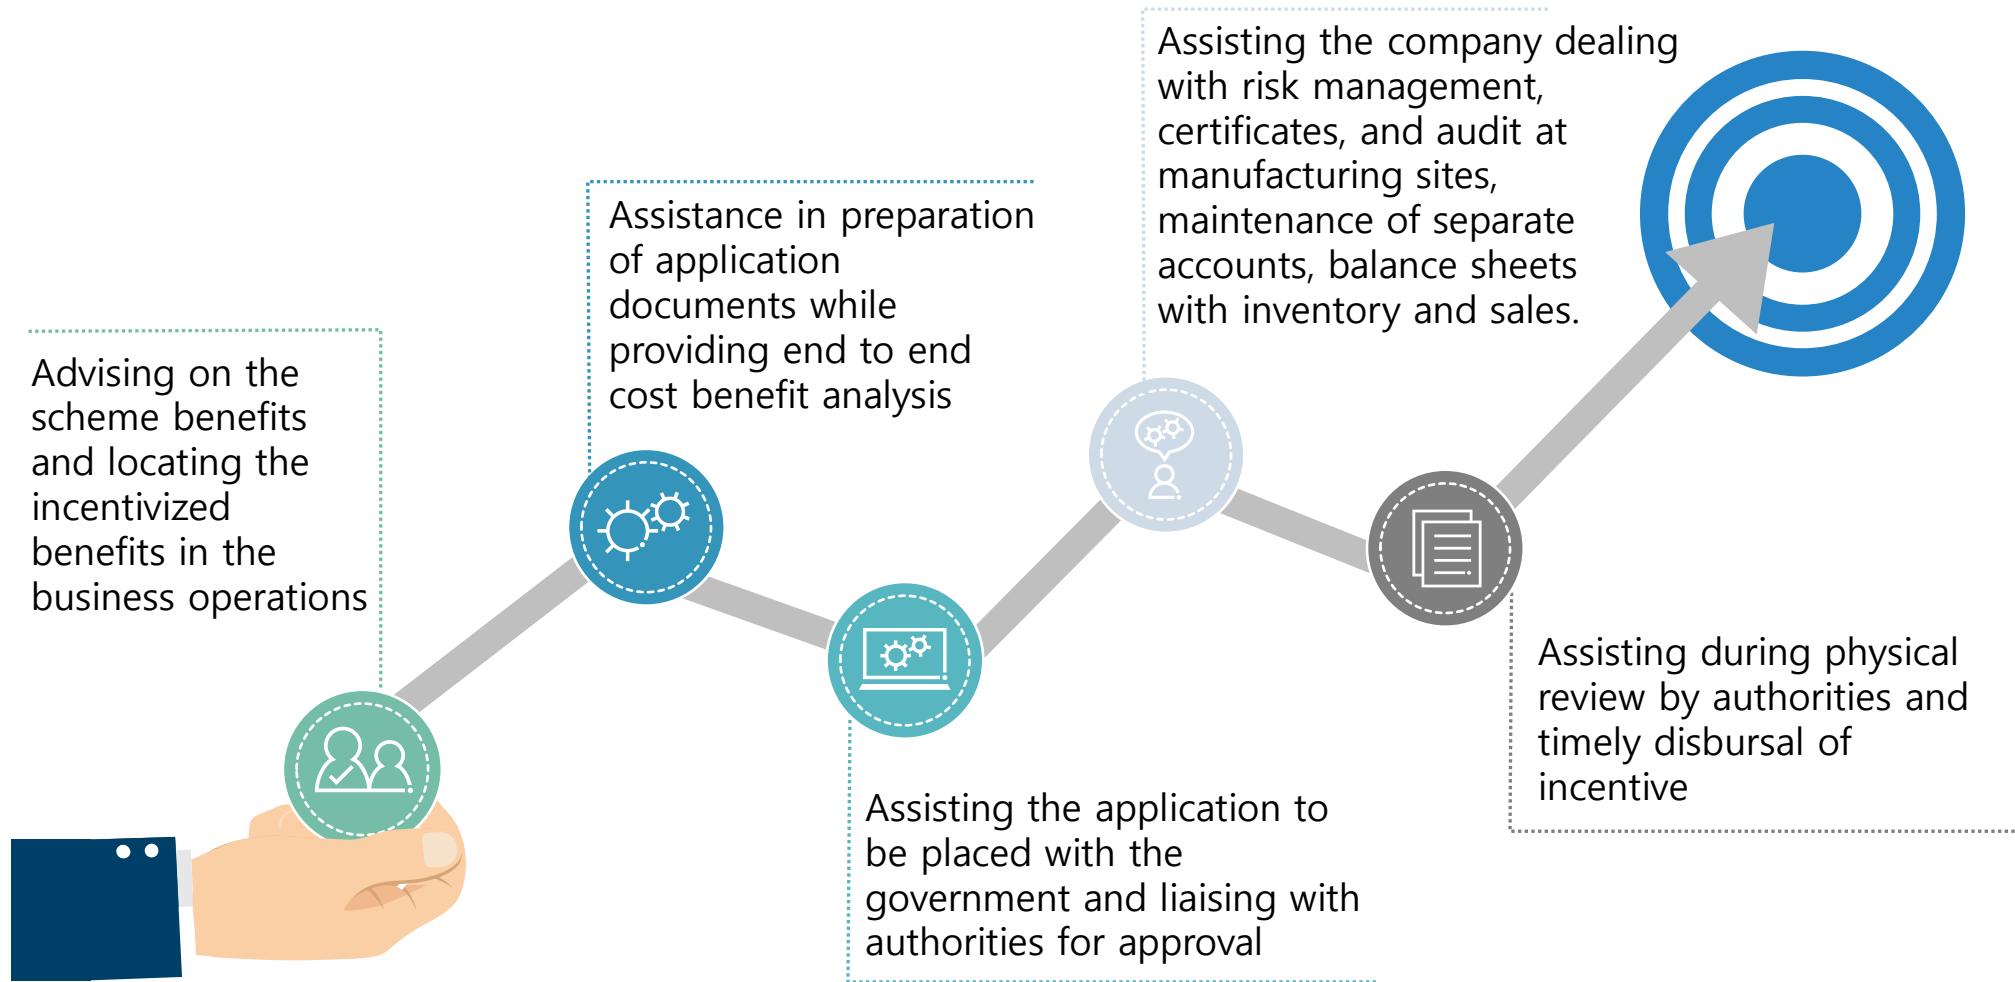 Advising on the
scheme benefits
and locating the
incentivized
benefits in the
business operations
Assistance in preparation
of application
documents while
providing end to end
cost benefit analysis
Assisting the application to
be placed with the
government and liaising with
authorities for approval
Assisting the company dealing
with risk management,
certificates, and audit at
manufacturing sites,
maintenance of separate
accounts, balance sheets
with inventory and sales.
Assisting during physical
review by authorities and
timely disbursal of
incentive